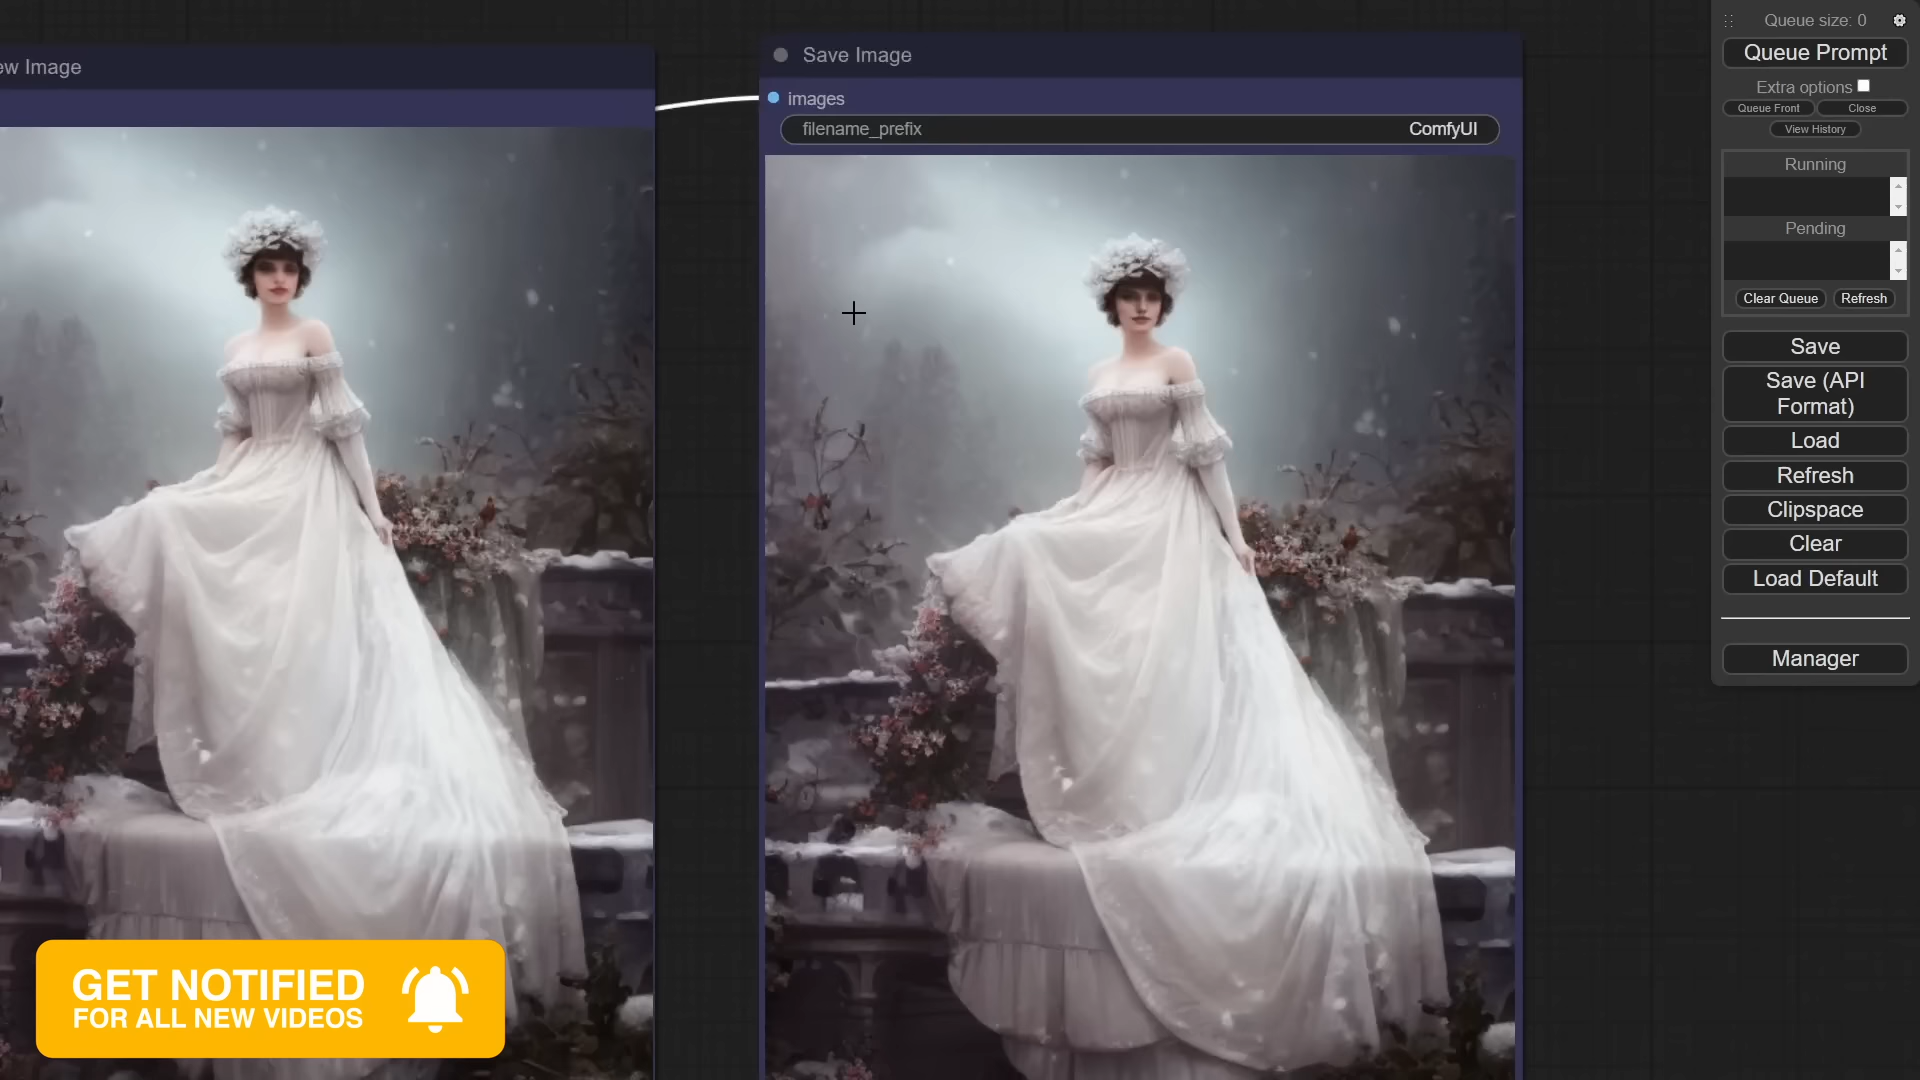 ew Image
Save Image
images
filename_prefix ComfyUI
GET NOTIFIED
FOR ALL NEW VIDEOS
Queue size: 0
Queue Prompt
Extra options
Queue Front Close
View History
Running
Pending
Clear Queue Refresh
Save
Save (API
Format)
Load
Refresh
Clipspace
Clear
Load Default
Manager